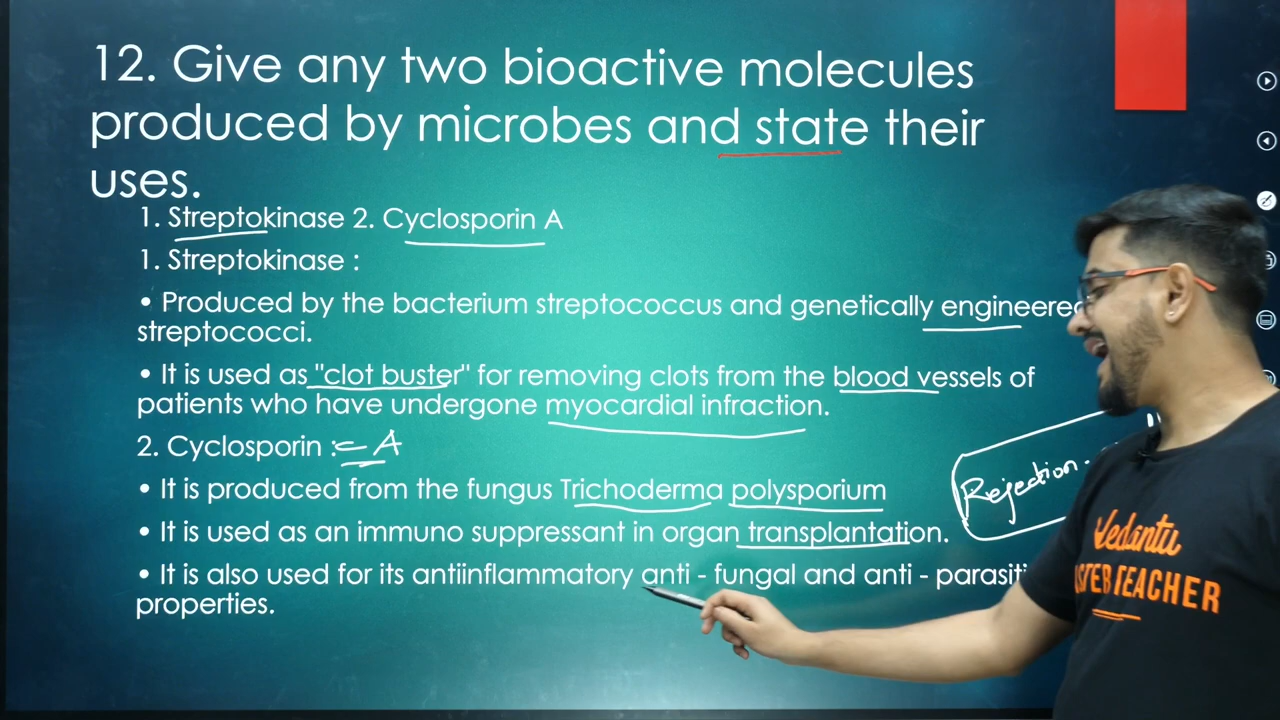 12. Give any two bioactive molecules
produced by microbes and state their
uses.
1. Streptokinase 2. Cyclosporin A
1. Streptokinase :
• Produced by the bacterium streptococcus and genetically engineered
streptococci.
• It is used as "clot buster" for removing clots from the blood vessels of
patients who have undergone myocardial infraction.
2. Cyclosporin : A
• It is produced from the fungus Trichoderma polysporium
Rejection.
• It is used as an immuno suppressant in organ transplantation.
• It is also used for its antiinflammatory anti - fungal and anti - parasiti
properties.
Vedantu
TEACHER